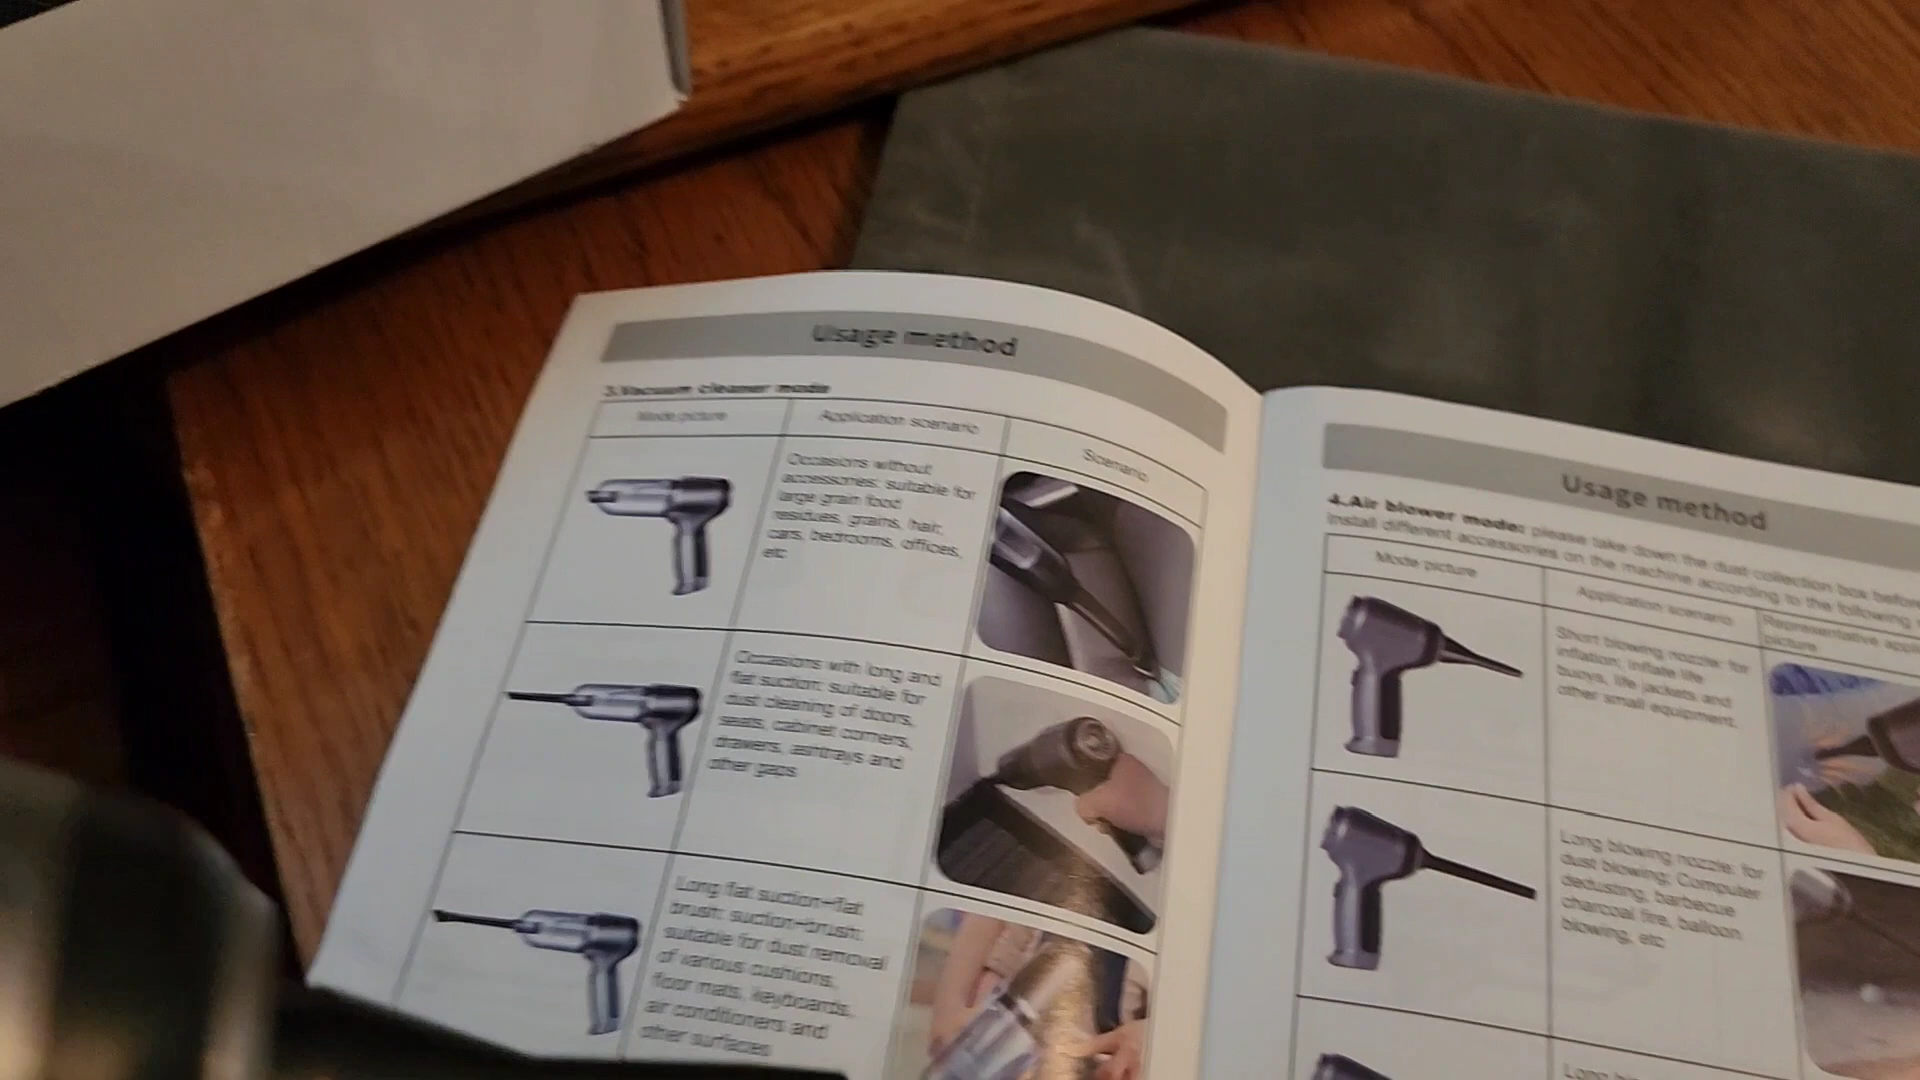 Usage method
3.Vacuum cleaner mode
Mode picture
Application scenario
Scenario
Occasions without
accessories: suitable for
large grain food
residues, grains, hair,
cars, bedrooms, offices,
etc
Occasions with long and
flat suction: suitable for
dust cleaning of doors,
seats, cabinet corners,
drawers, ashtrays and
other gaps
Long flat suction+flat
brush: suction+brush:
suitable for dust removal
of various cushions,
floor mats, keyboards,
air conditioners and
other surfaces
Usage method
4.Air blower mode: please take down the dust collection box before
Install different accessories on the machine according to the following
Mode picture
Application scenario
Representative
picture
Short blowing nozzle: for
inflation; inflate life
buoys, life jackets and
other small equipment.
Long blowing nozzle: for
dust blowing; Computer
dedusting, barbecue
charcoal fire, balloon
blowing, etc
Long